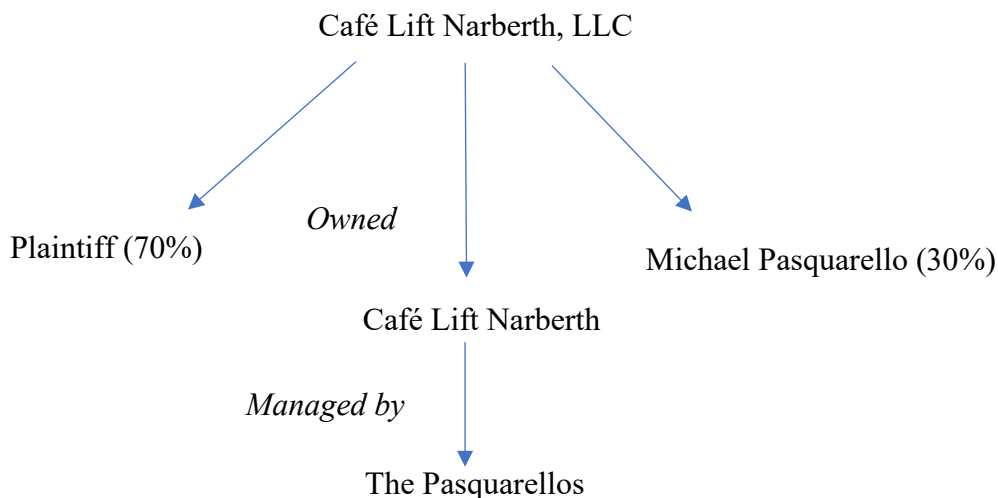 Café Lift Narberth, LLC
Owned
Plaintiff (70%)
Michael Pasquarello (30%)
Café Lift Narberth
Managed by
The Pasquarellos